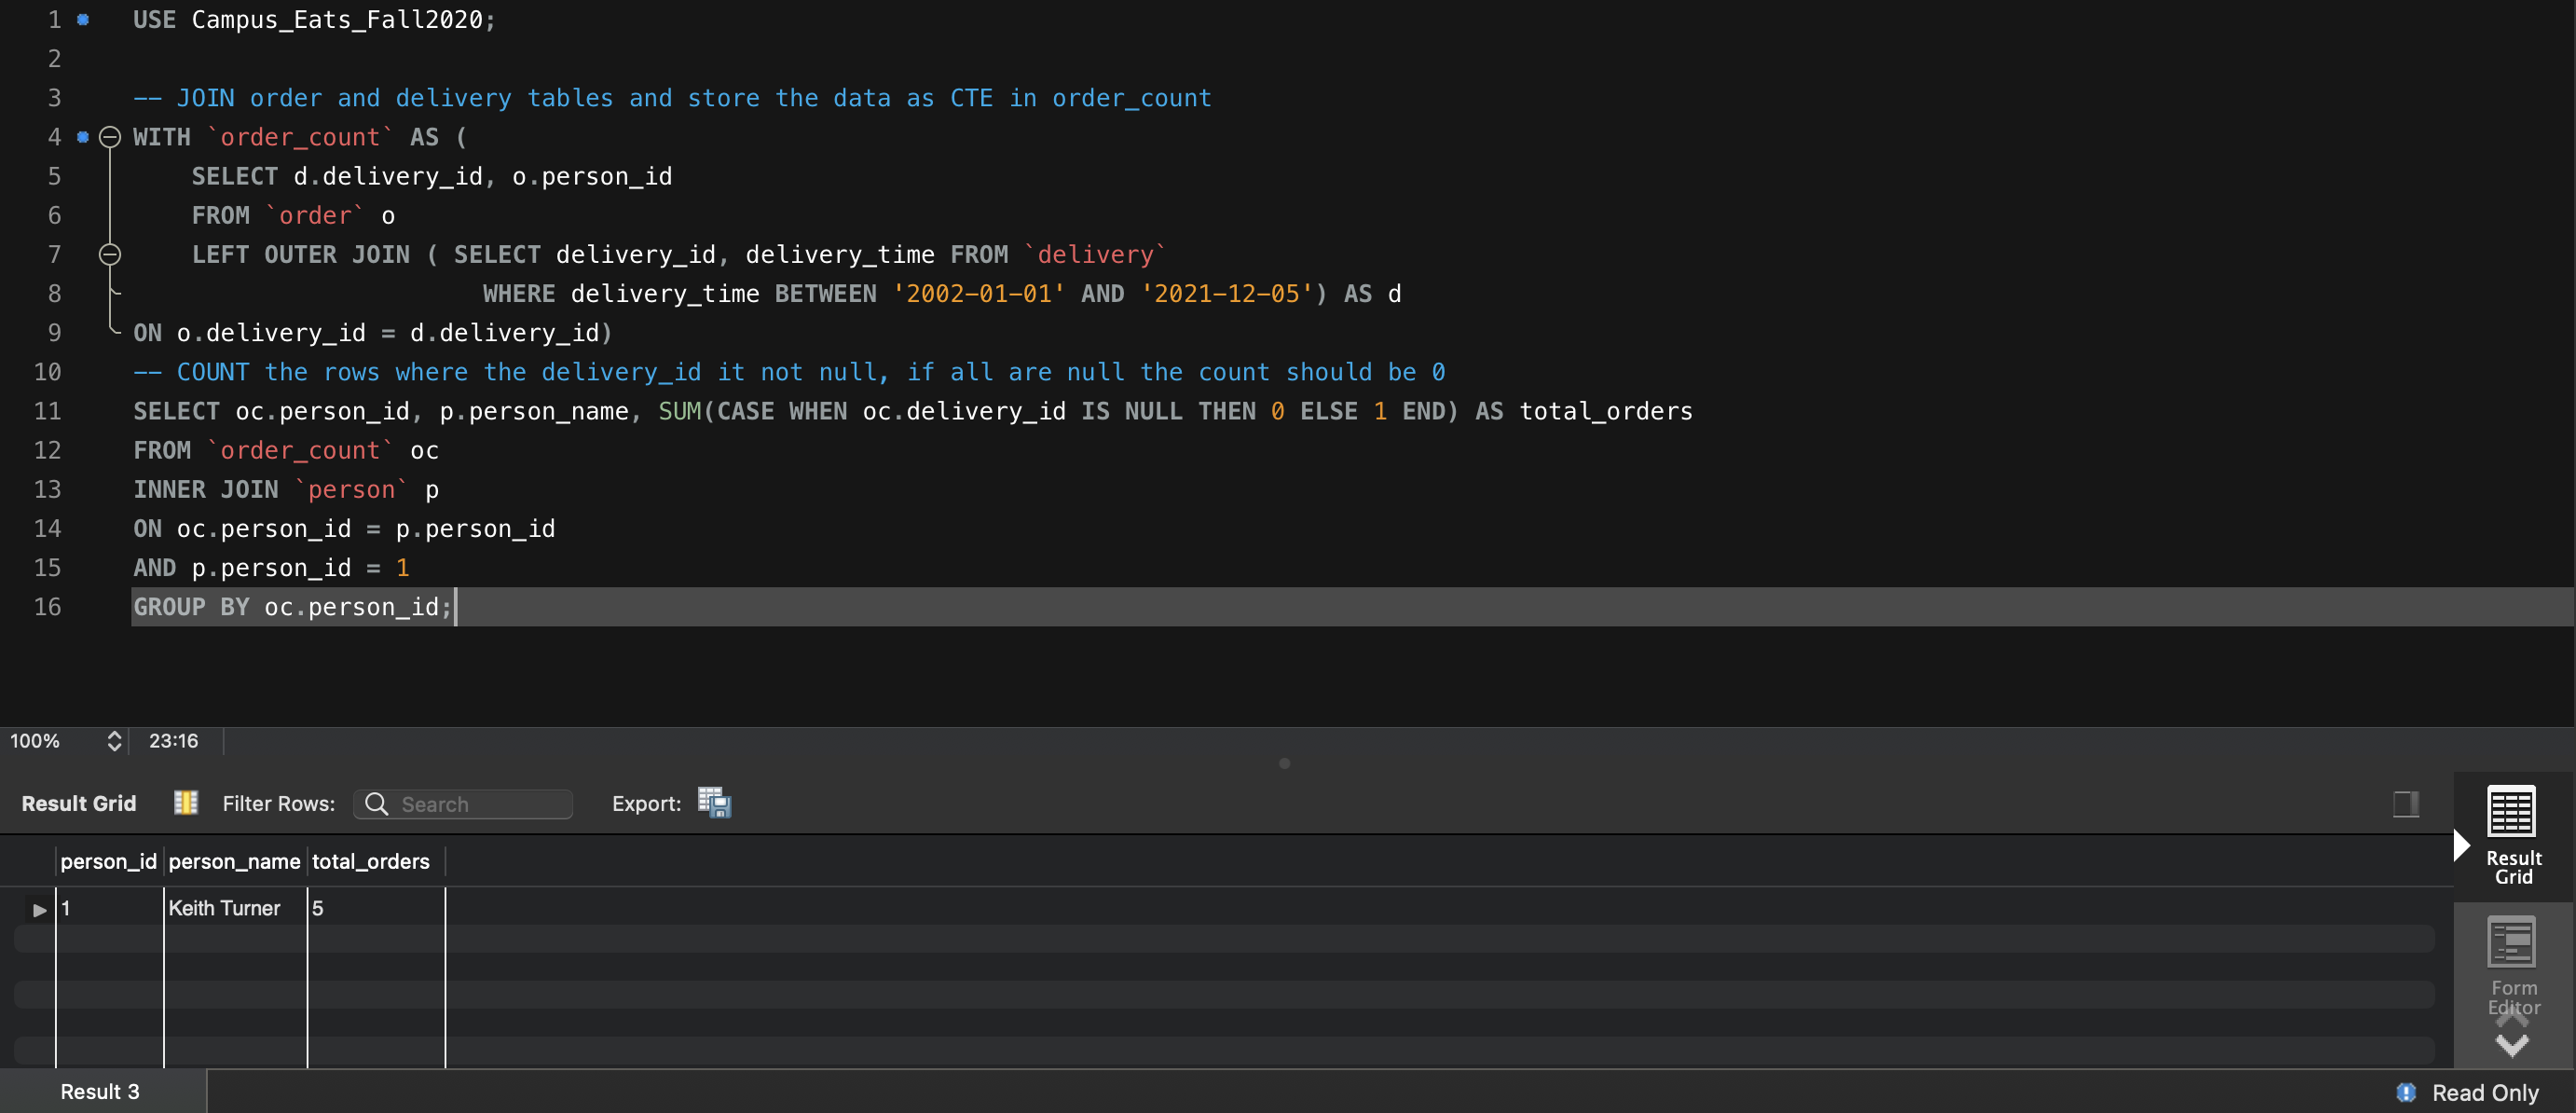 1 USE Campus_Eats_Fall2020;
2
3 -- JOIN order and delivery tables and store the data as CTE in order_count
4 WITH `order_count` AS (
5 SELECT d.delivery_id, o.person_id
6 FROM `order` o
7 LEFT OUTER JOIN ( SELECT delivery_id, delivery_time FROM `delivery`
8 WHERE delivery_time BETWEEN '2002-01-01' AND '2021-12-05') AS d
9 ON o.delivery_id = d.delivery_id)
10 -- COUNT the rows where the delivery_id it not null, if all are null the count should be 0
11 SELECT oc.person_id, p.person_name, SUM(CASE WHEN oc.delivery_id IS NULL THEN 0 ELSE 1 END) AS total_orders
12 FROM `order_count` oc
13 INNER JOIN `person` p
14 ON oc.person_id = p.person_id
15 AND p.person_id = 1
16 GROUP BY oc.person_id;
100% 23:16
Result Grid Filter Rows: Search Export:
person_id person_name total_orders
1 Keith Turner 5
Result
Grid
Form
Editor
Result 3 Read Only